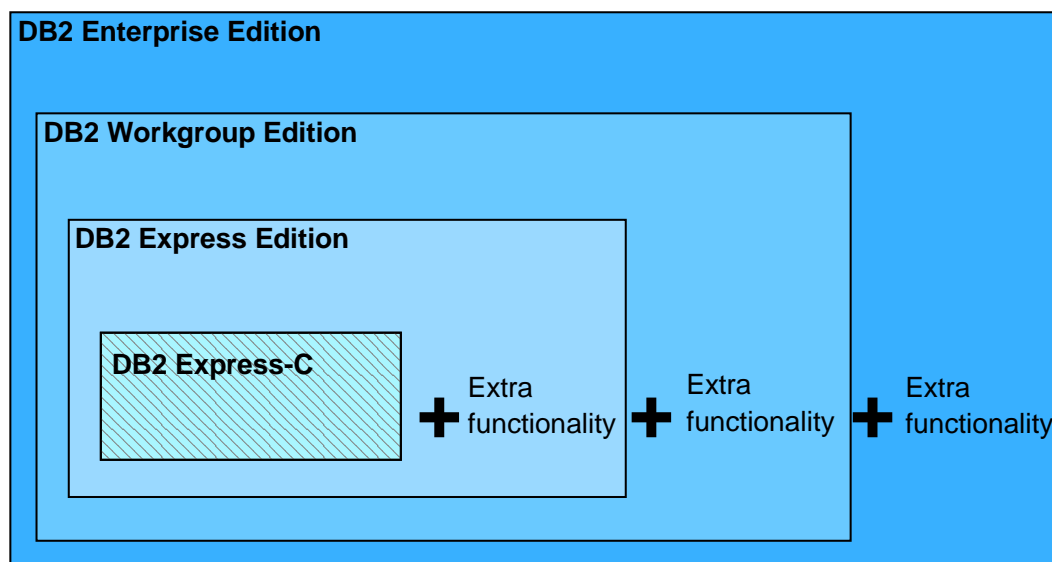 DB2 Enterprise Edition
DB2 Workgroup Edition
DB2 Express Edition
DB2 Express-C
Extra
functionality
Extra
functionality
Extra
functionality